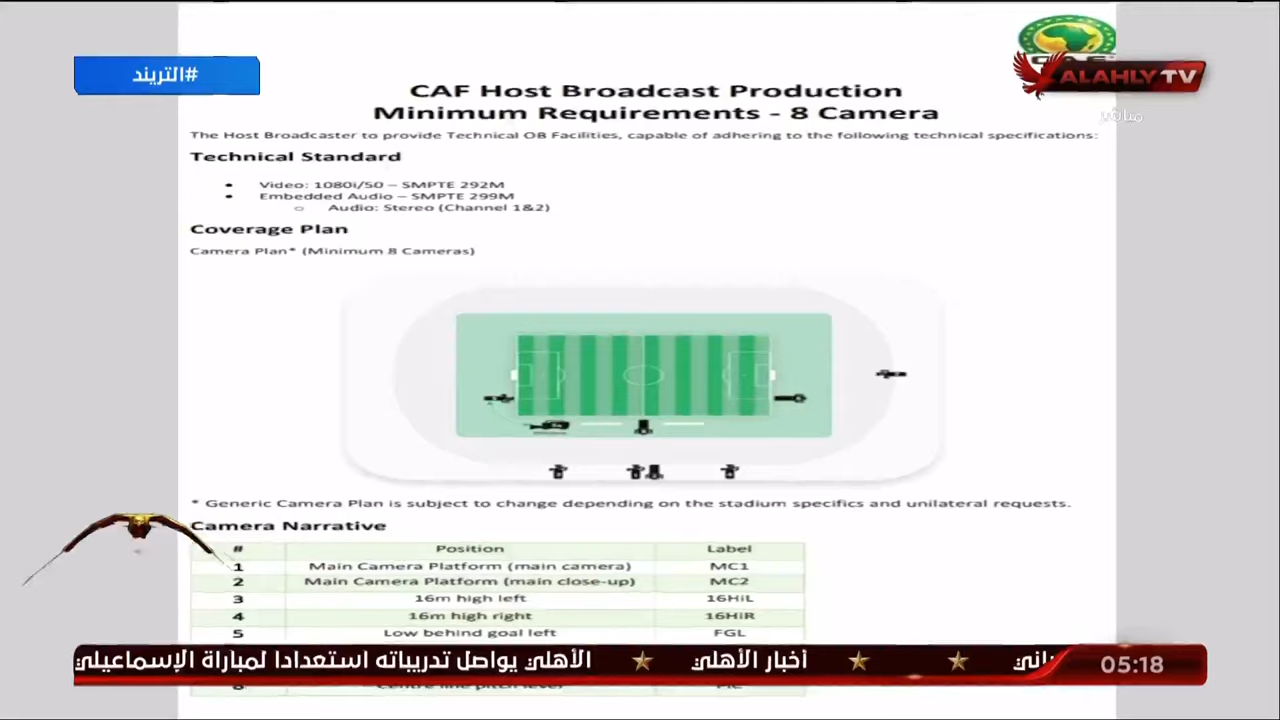 #التريند
ALAHLY TV
مباشر
CAF Host Broadcast Production
Minimum Requirements - 8 Camera
The Host Broadcaster to provide Technical OB Facilities, capable of adhering to the following technical specifications:
Technical Standard
• Video: 1080i/50 – SMPTE 292M
• Embedded Audio – SMPTE 299M
○ Audio: Stereo (Channel 1&2)
Coverage Plan
Camera Plan* (Minimum 8 Cameras)
* Generic Camera Plan is subject to change depending on the stadium specifics and unilateral requests.
Camera Narrative
# Position Label
1 Main Camera Platform (main camera) MC1
2 Main Camera Platform (main close-up) MC2
3 16m high left 16HiL
4 16m high right 16HiR
5 Low behind goal left FGL
أخبار الأهلي ★ الأهلي يواصل تدريباته استعدادا لمباراة الإسماعيلي
05:18